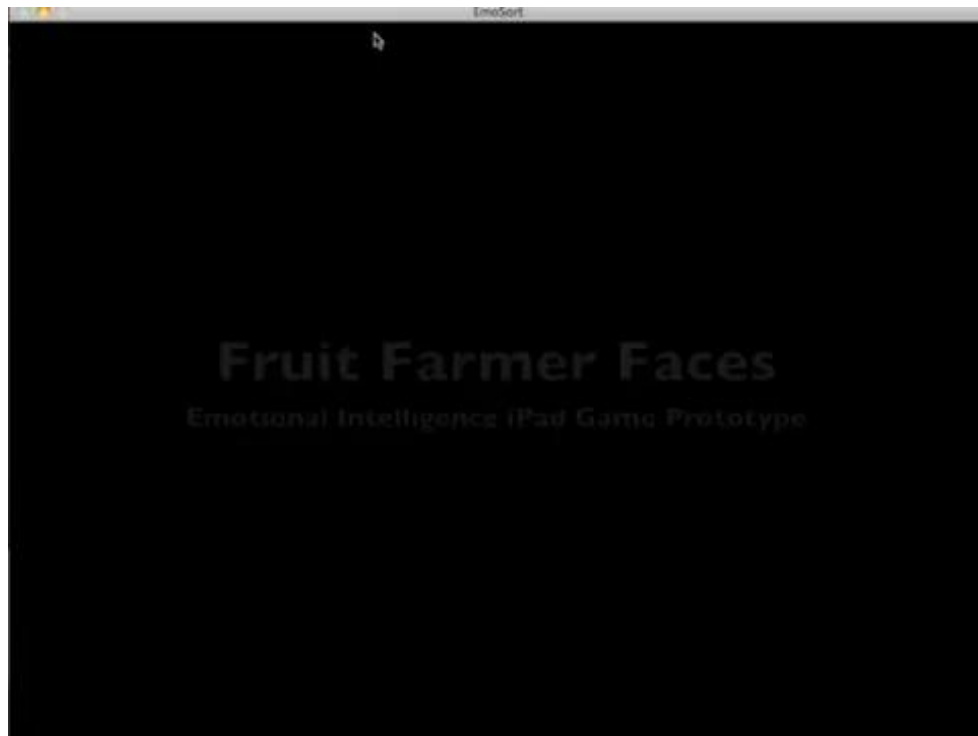 EmoSort
Fruit Farmer Faces
Emotional Intelligence iPad Game Prototype